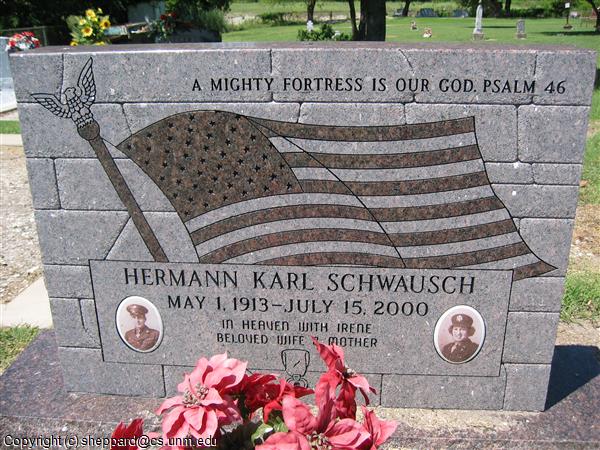 A MIGHTY FORTRESS IS OUR GOD. PSALM 46
HERMANN KARL SCHWAUSCH
MAY 1, 1913-JULY 15, 2000
IN HEAVEN WITH IRENE
BELOVED WIFE MOTHER
Copyright (c) sheppard@cs.unm.edu